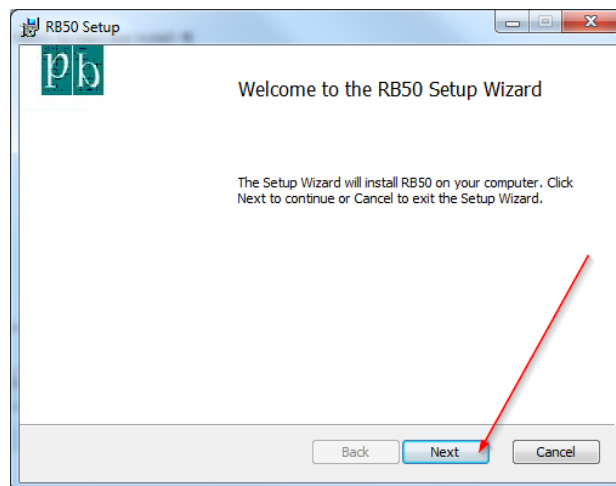 RB50 Setup
pb
Welcome to the RB50 Setup Wizard
The Setup Wizard will install RB50 on your computer. Click
Next to continue or Cancel to exit the Setup Wizard.
Back Next Cancel